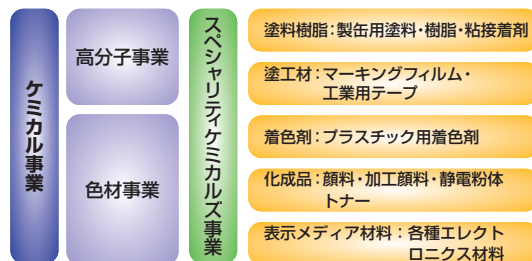 ケミカル事業
高分子事業
色材事業
スペシャリティケミカルズ事業
塗料樹脂：製缶用塗料・樹脂・粘接着剤
塗工材：マーキングフィルム・
工業用テープ
着色剤：プラスチック用着色剤
化成品：顔料・加工顔料・静電粉体
トナー
表示メディア材料：各種エレクト
ロニクス材料